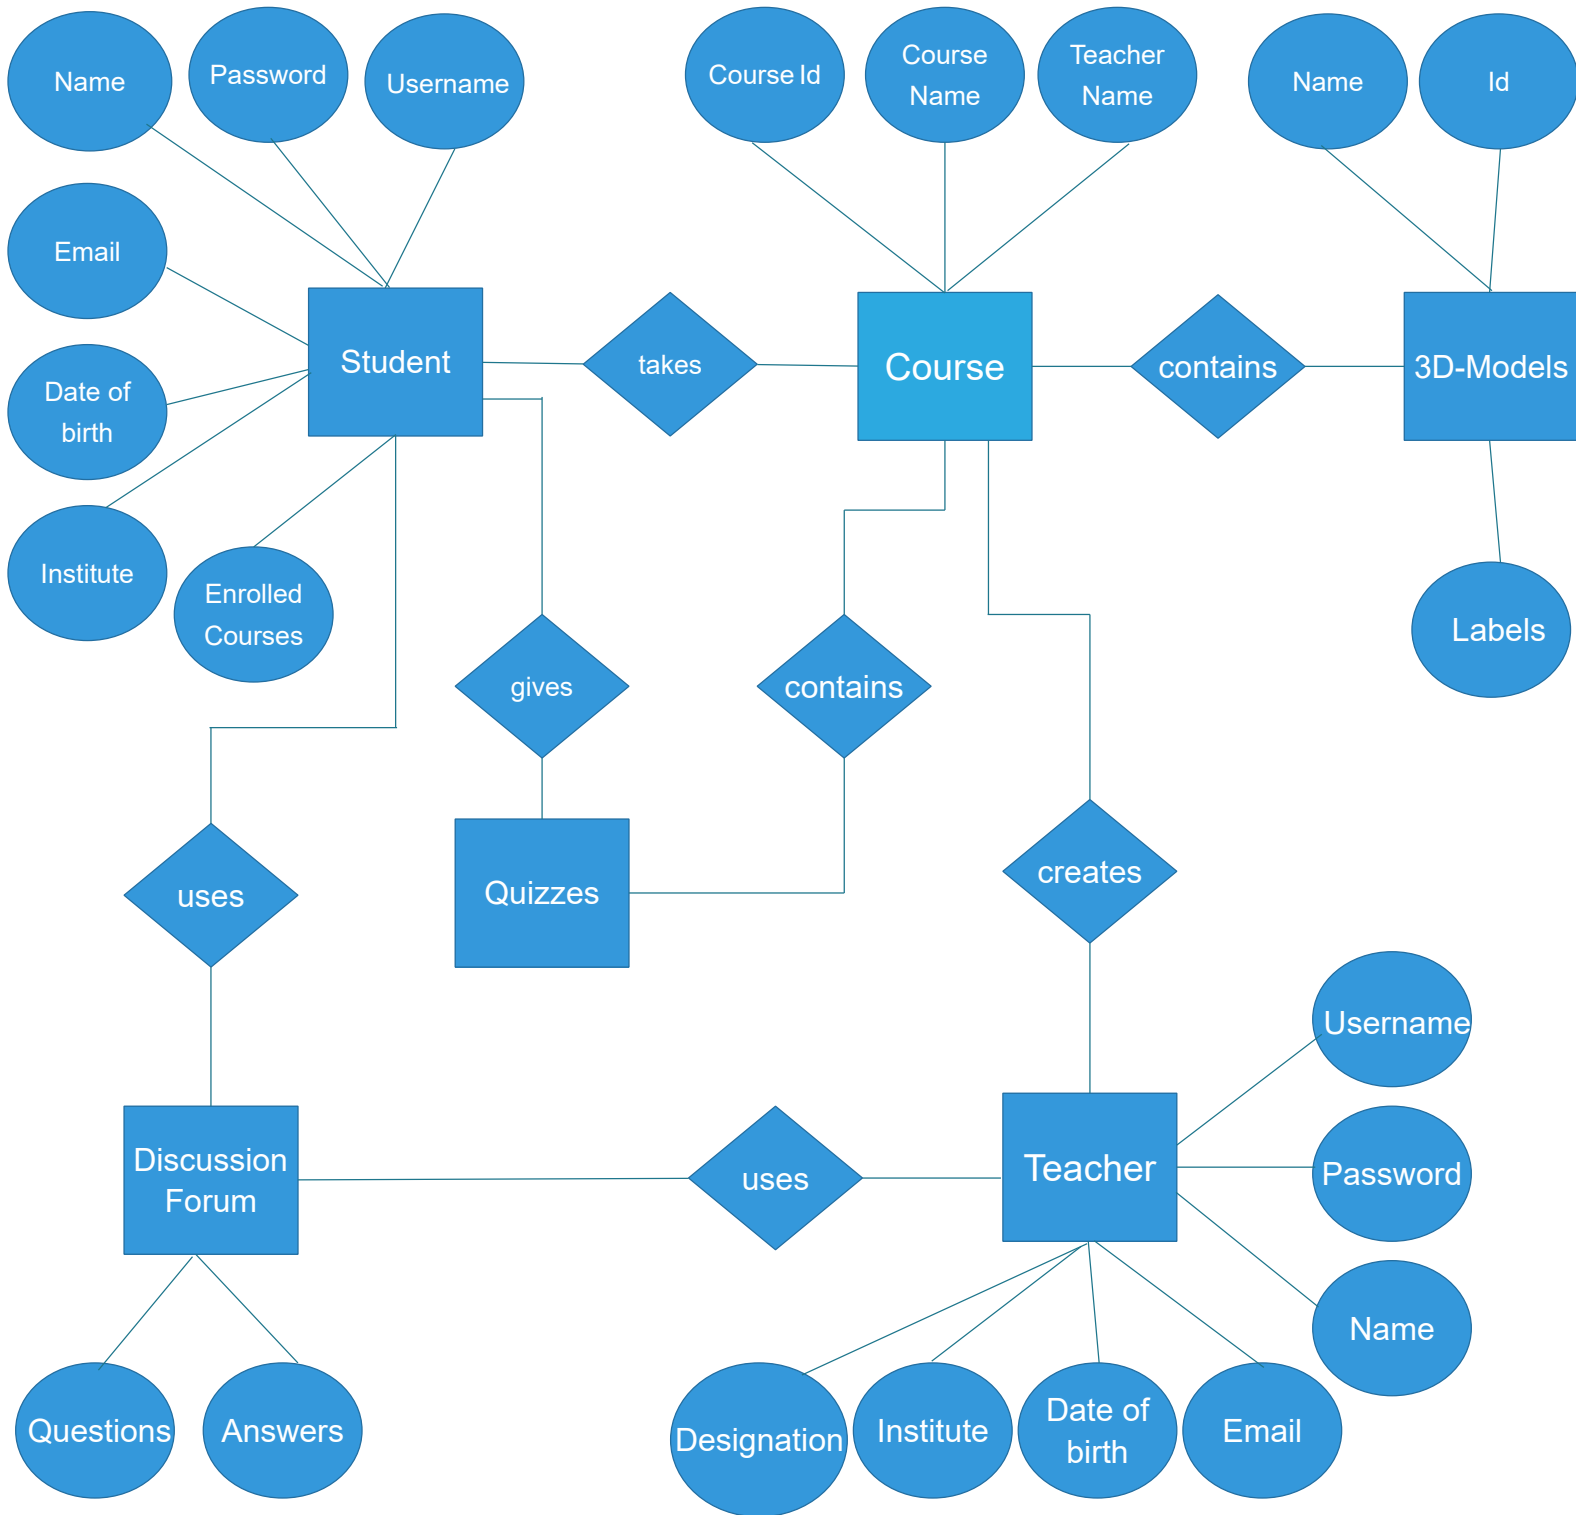 Name
Password
Username
Course Id
Course
Name
Teacher
Name
Name
Id
Email
Student
takes
Course
contains
3D-Models
Date of
birth
Institute
Enrolled
Courses
Labels
gives
contains
uses
Quizzes
creates
Username
Discussion
Forum
uses
Teacher
Password
Name
Questions
Answers
Designation
Institute
Date of
birth
Email